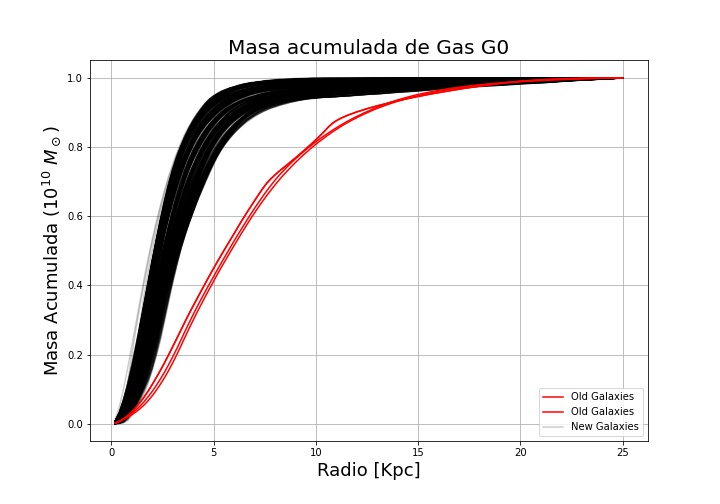 Masa acumulada de Gas G0
Masa Acumulada (10^{10} M_⊙)
1.0
0.8
0.6
0.4
0.2
0.0
0 5 10 15 20 25
Radio [Kpc]
Old Galaxies
Old Galaxies
New Galaxies